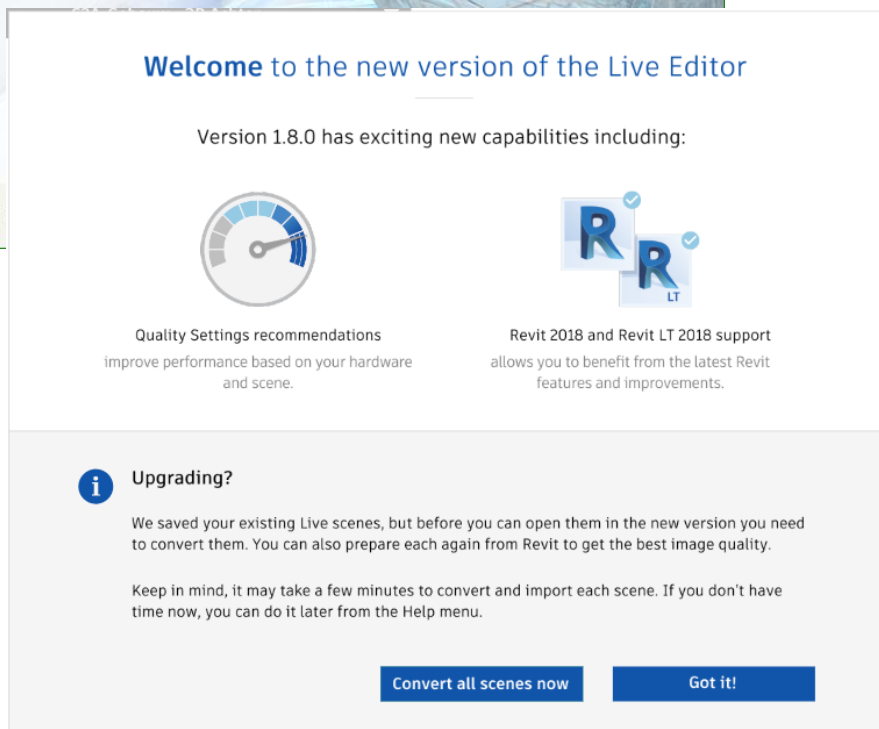 Welcome to the new version of the Live Editor
Version 1.8.0 has exciting new capabilities including:
R
R
LT
Quality Settings recommendations
improve performance based on your hardware
and scene.
Revit 2018 and Revit LT 2018 support
allows you to benefit from the latest Revit
features and improvements.
i
Upgrading?
We saved your existing Live scenes, but before you can open them in the new version you need
to convert them. You can also prepare each again from Revit to get the best image quality.
Keep in mind, it may take a few minutes to convert and import each scene. If you don't have
time now, you can do it later from the Help menu.
Convert all scenes now
Got it!